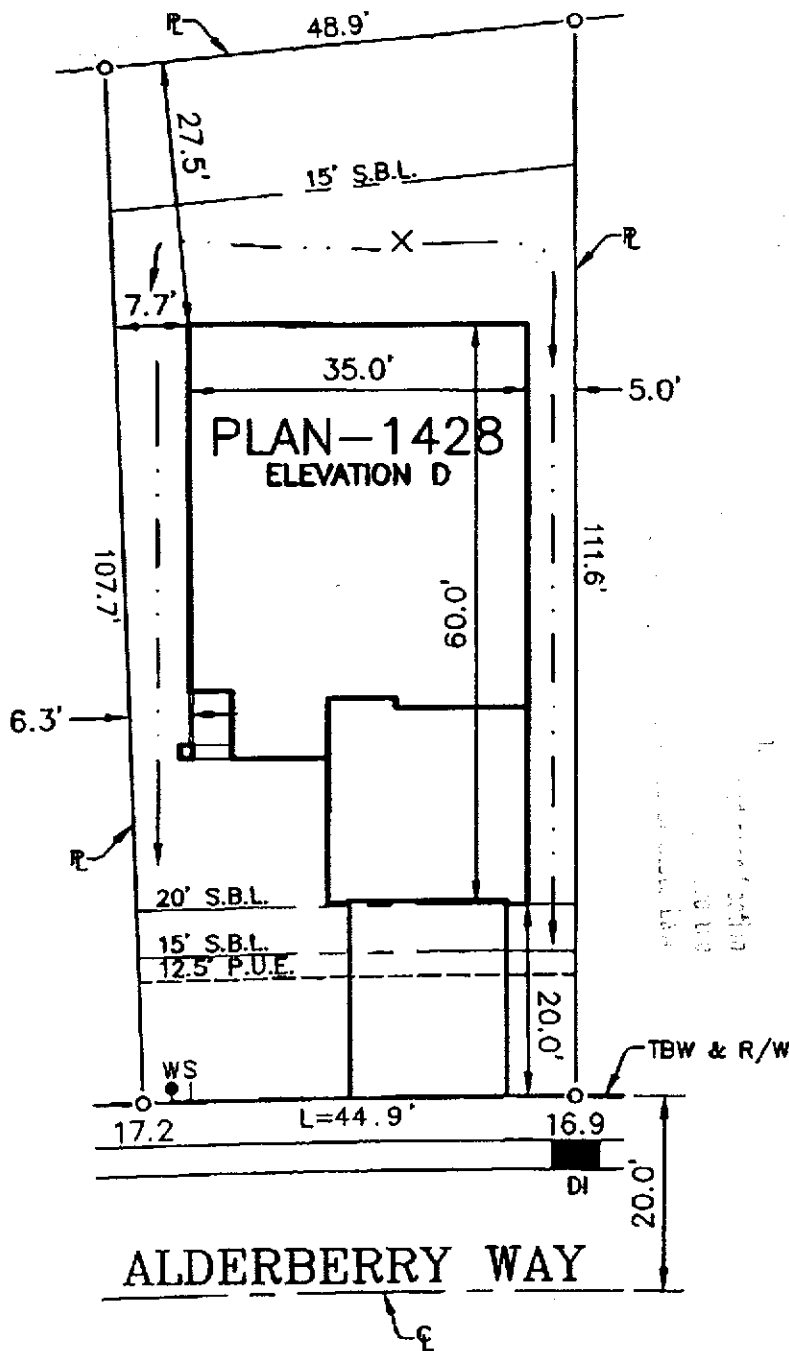 48.9'
PL
27.5'
15' S.B.L.
X
PL
7.7'
35.0'
5.0'
PLAN-1428
ELEVATION D
107.7'
111.6'
60.0'
6.3'
PL
20' S.B.L.
15' S.B.L.
12.5' P.U.E.
20.0'
TBW & R/W
WS
L=44.9'
17.2
16.9
DI
20.0'
ALDERBERRY WAY
CL